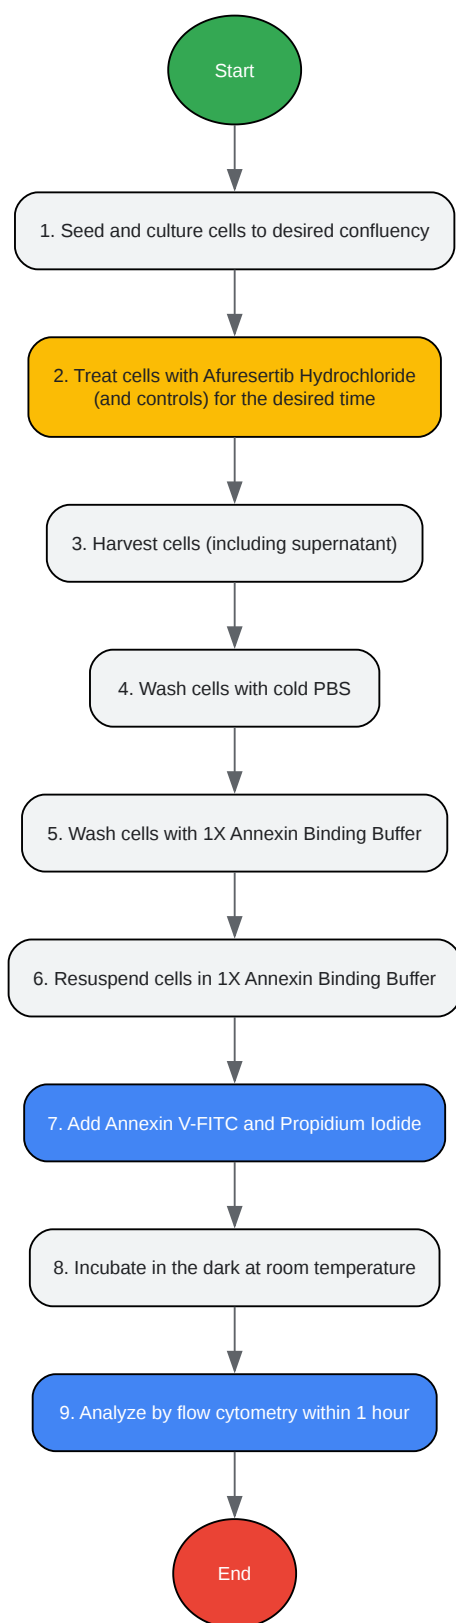 Start
1. Seed and culture cells to desired confluency
2. Treat cells with Afuresertib Hydrochloride
(and controls) for the desired time
3. Harvest cells (including supernatant)
4. Wash cells with cold PBS
5. Wash cells with 1X Annexin Binding Buffer
6. Resuspend cells in 1X Annexin Binding Buffer
7. Add Annexin V-FITC and Propidium Iodide
8. Incubate in the dark at room temperature
9. Analyze by flow cytometry within 1 hour
End